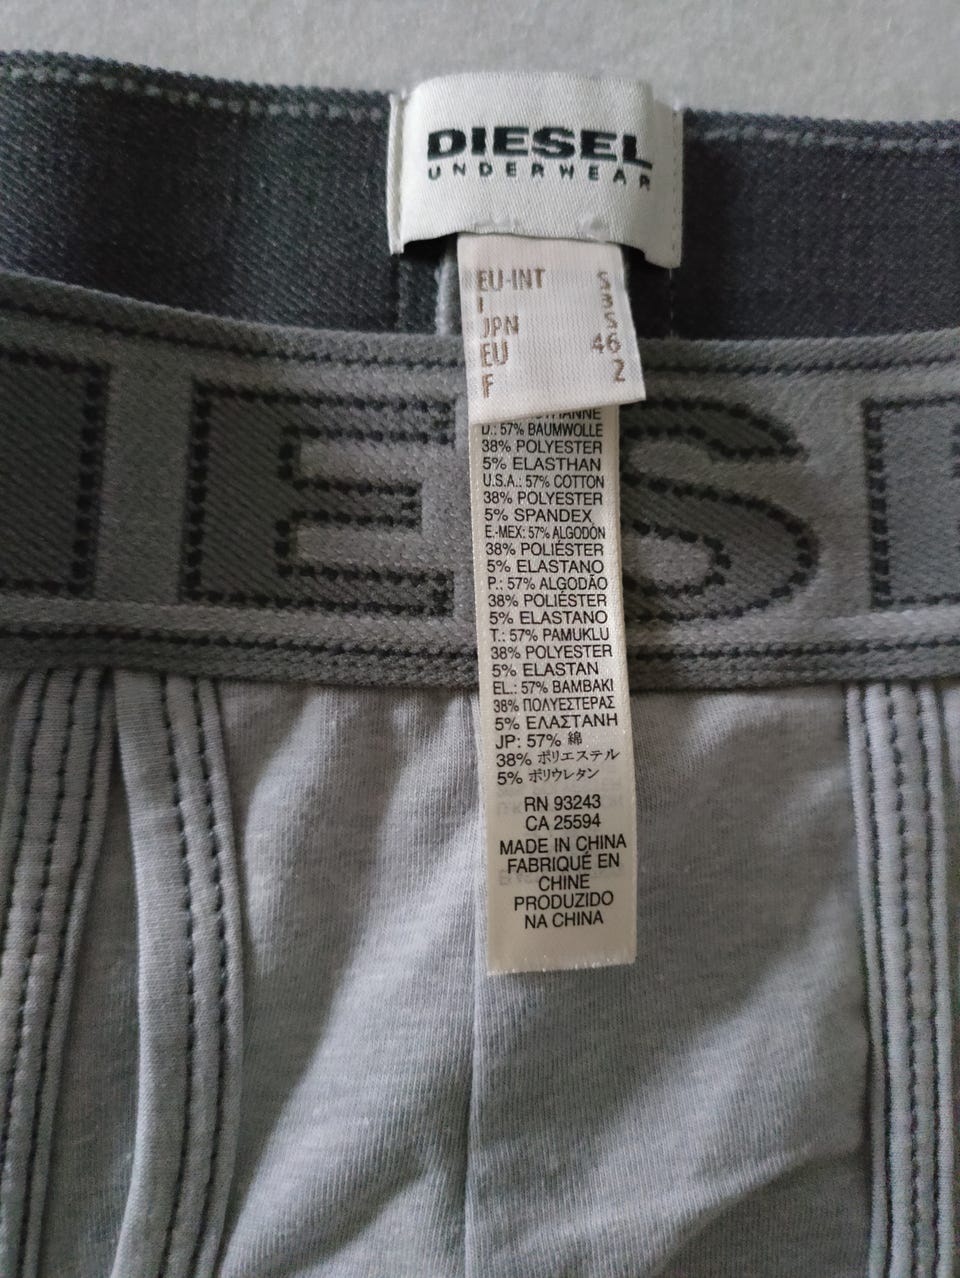 DIESEL
UNDERWEAR
EU-INT S
I 3
JPN S
EU 46
F 2
D.: 57% BAUMWOLLE
38% POLYESTER
5% ELASTHAN
U.S.A.: 57% COTTON
38% POLYESTER
5% SPANDEX
E.-MEX: 57% ALGODÓN
38% POLIÉSTER
5% ELASTANO
P.: 57% ALGODÃO
38% POLIÉSTER
5% ELASTANO
T.: 57% PAMUKLU
38% POLYESTER
5% ELASTAN
EL.: 57% BAMBAKI
38% ΠΟΛΥΕΣΤΕΡΑΣ
5% ΕΛΑΣΤΑΝΗ
JP: 57% 綿
38% ポリエステル
5% ポリウレタン
RN 93243
CA 25594
MADE IN CHINA
FABRIQUÉ EN
CHINE
PRODUZIDO
NA CHINA
IESE